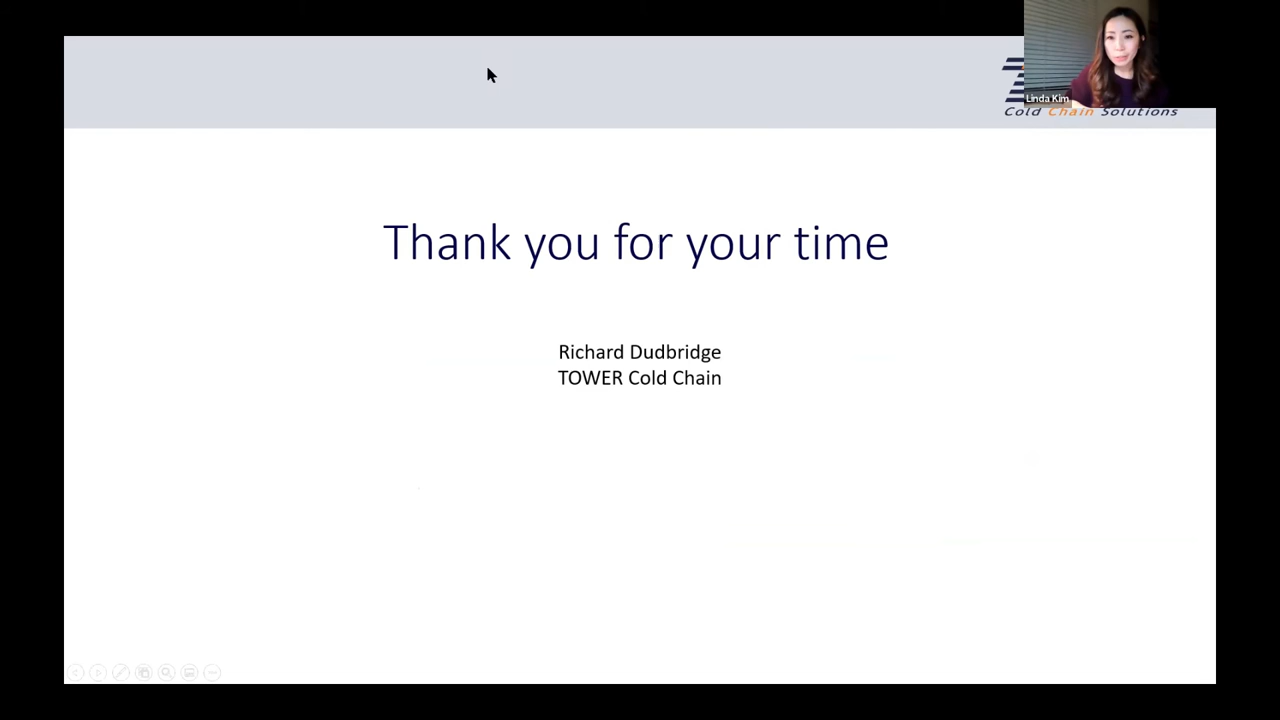 Linda Kim
Cold Chain Solutions
Thank you for your time
Richard Dudbridge
TOWER Cold Chain